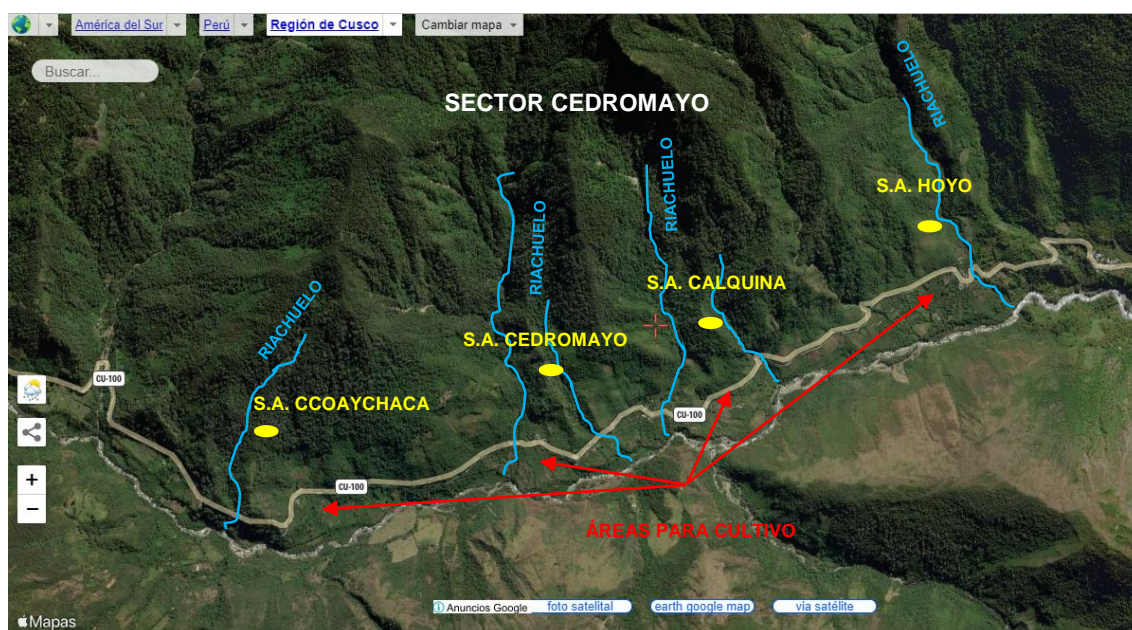 América del Sur
Perú
Región de Cusco
Cambiar mapa
Buscar...
SECTOR CEDROMAYO
RIACHUELO
RIACHUELO
RIACHUELO
RIACHUELO
S.A. HOYO
S.A. CALQUINA
S.A. CEDROMAYO
S.A. CCOAYCHACA
CU-100
CU-100
CU-100
+
−
ÁREAS PARA CULTIVO
Anuncios Google
foto satelital
earth google map
via satélite
Mapas